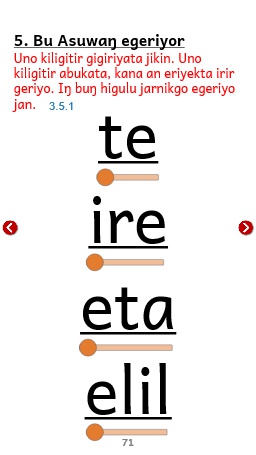 5. Bu Asuwaŋ egeriyor
Uno kiligitir gigiriyata jikin. Uno
kiligitir abukata, kana an eriyekta irir
geriyo. Iŋ buŋ higulu jarnikgo egeriyo
jan. 3.5.1
te
ire
eta
elil
71